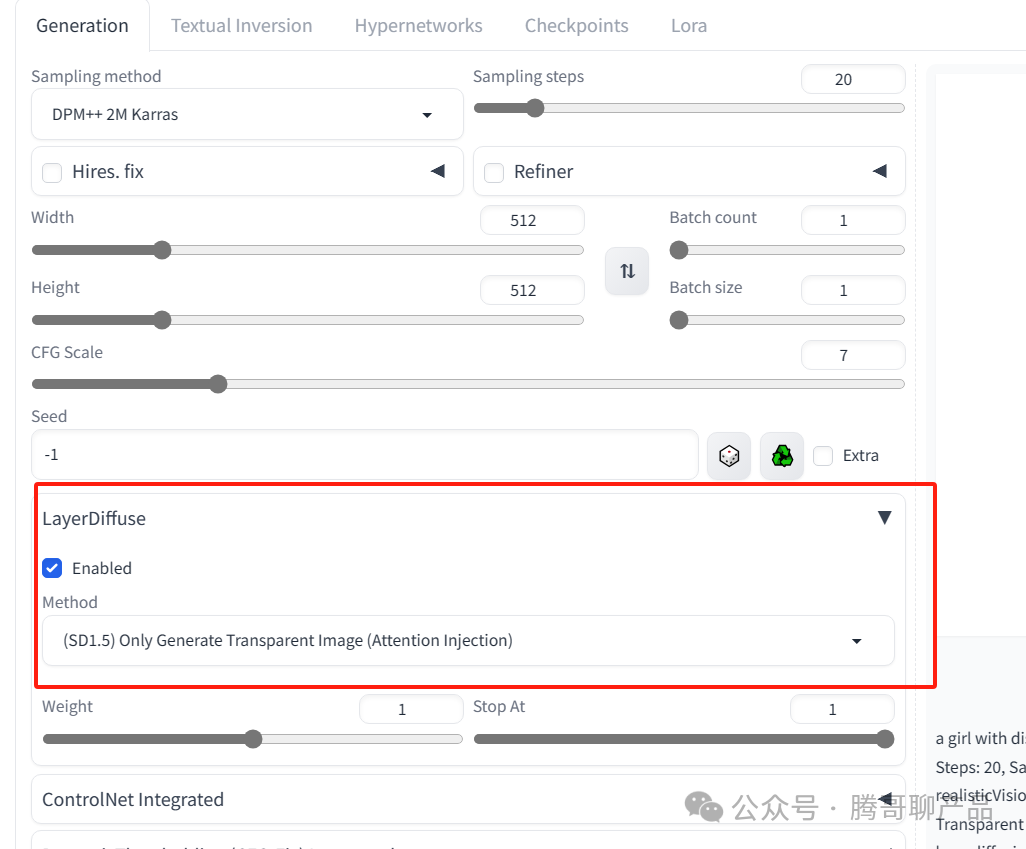 Generation Textual Inversion Hypernetworks Checkpoints Lora
Sampling method
DPM++ 2M Karras
Sampling steps
20
Hires. fix
Refiner
Width
512
Batch count
1
Height
512
Batch size
1
CFG Scale
7
Seed
-1
Extra
LayerDiffuse
Enabled
Method
(SD1.5) Only Generate Transparent Image (Attention Injection)
Weight
1
Stop At
1
ControlNet Integrated
a girl with di
Steps: 20, Sa
realisticVisio
Transparent
公众号 · 腾哥聊产品